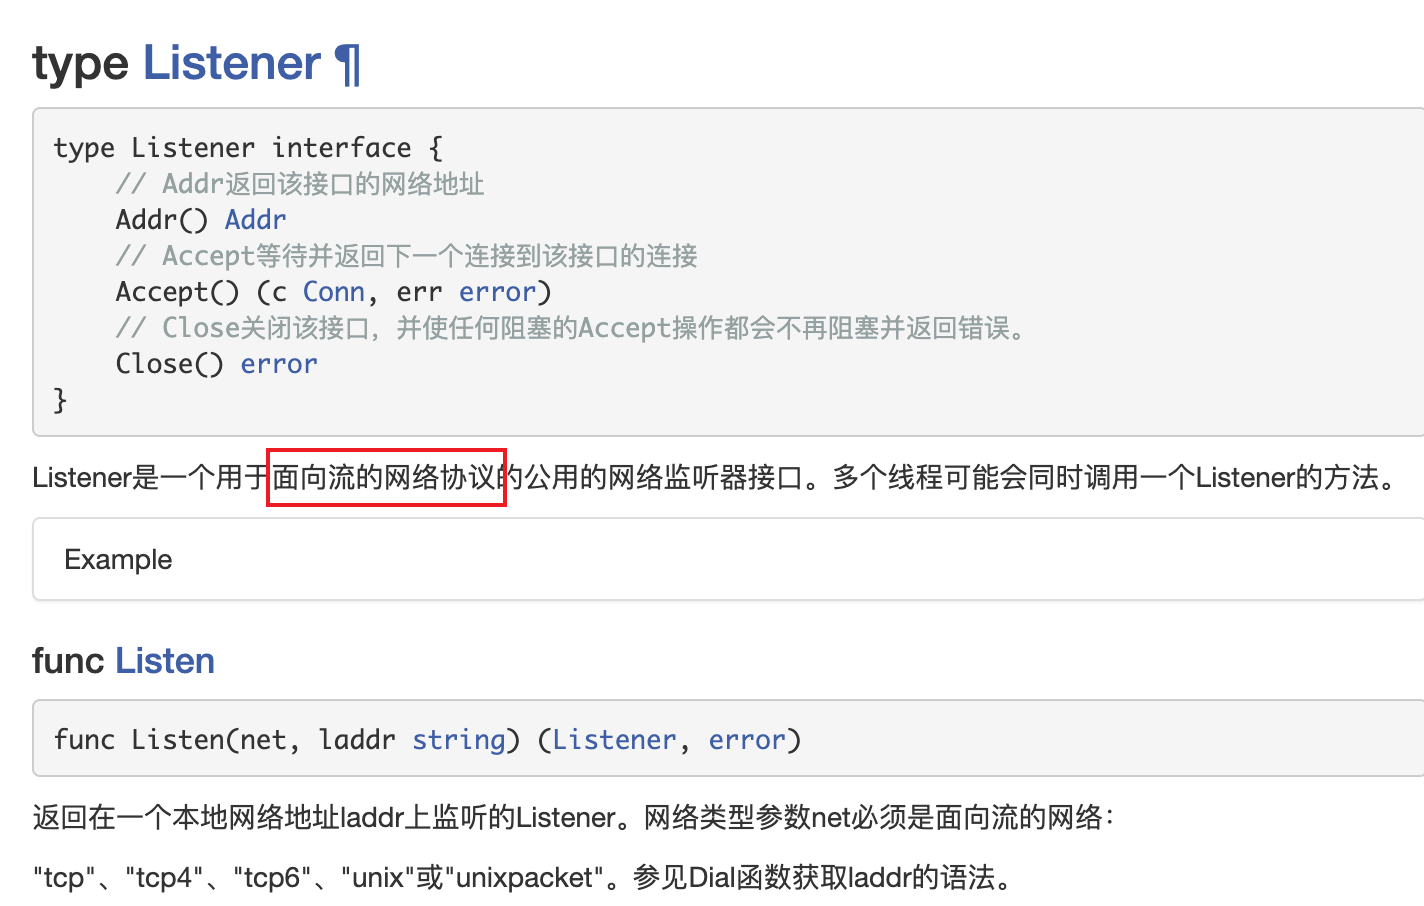 type Listener ¶
type Listener interface {
    // Addr返回该接口的网络地址
    Addr() Addr
    // Accept等待并返回下一个连接到该接口的连接
    Accept() (c Conn, err error)
    // Close关闭该接口，并使任何阻塞的Accept操作都会不再阻塞并返回错误。
    Close() error
}
Listener是一个用于面向流的网络协议的公用的网络监听器接口。多个线程可能会同时调用一个Listener的方法。
Example
func Listen
func Listen(net, laddr string) (Listener, error)
返回在一个本地网络地址laddr上监听的Listener。网络类型参数net必须是面向流的网络：
"tcp"、"tcp4"、"tcp6"、"unix"或"unixpacket"。参见Dial函数获取laddr的语法。